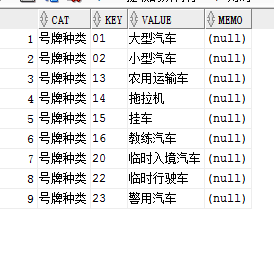 CAT KEY VALUE MEMO
1 号牌种类 01 大型汽车 (null)
2 号牌种类 02 小型汽车 (null)
3 号牌种类 13 农用运输车 (null)
4 号牌种类 14 拖拉机 (null)
5 号牌种类 15 挂车 (null)
6 号牌种类 16 教练汽车 (null)
7 号牌种类 20 临时入境汽车 (null)
8 号牌种类 22 临时行驶车 (null)
9 号牌种类 23 警用汽车 (null)